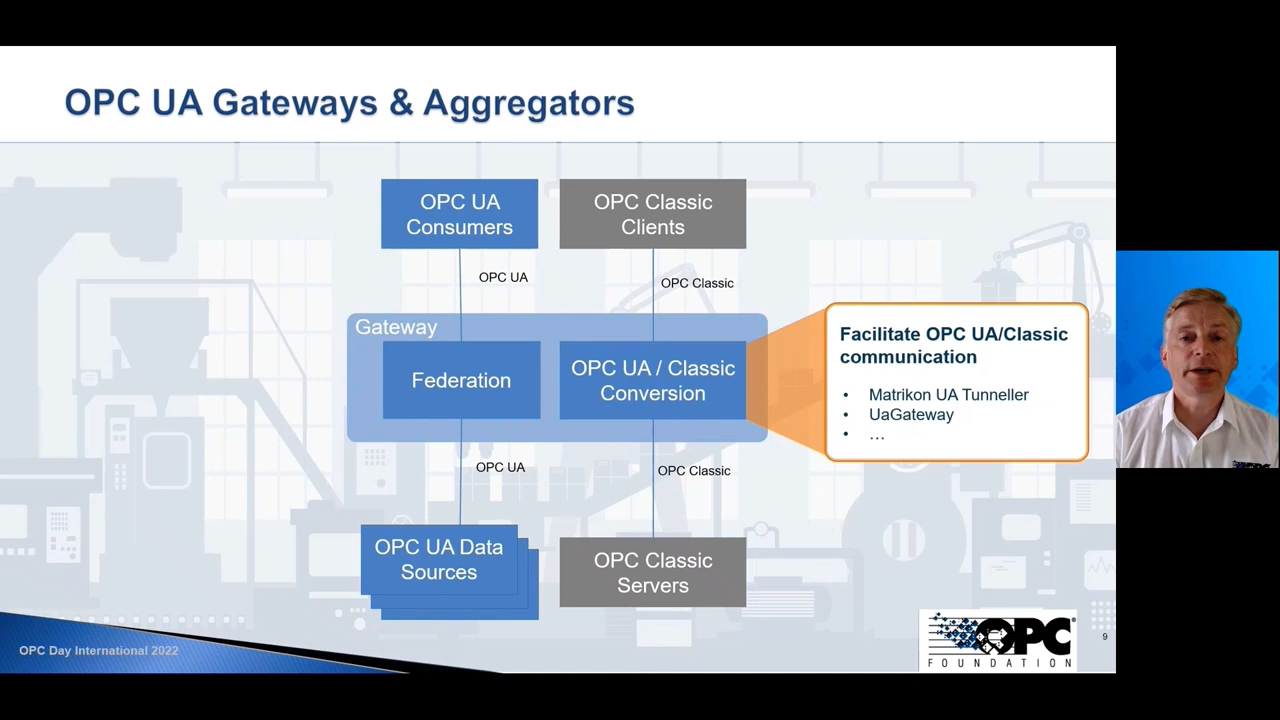 OPC UA Gateways & Aggregators
OPC UA
Consumers
OPC Classic
Clients
OPC UA
OPC Classic
Gateway
Federation
OPC UA / Classic
Conversion
Facilitate OPC UA/Classic
communication
• Matrikon UA Tunneller
• UaGateway
• ...
OPC UA
OPC Classic
OPC UA Data
Sources
OPC Classic
Servers
OPC Day International 2022
OPC®
FOUNDATION
9